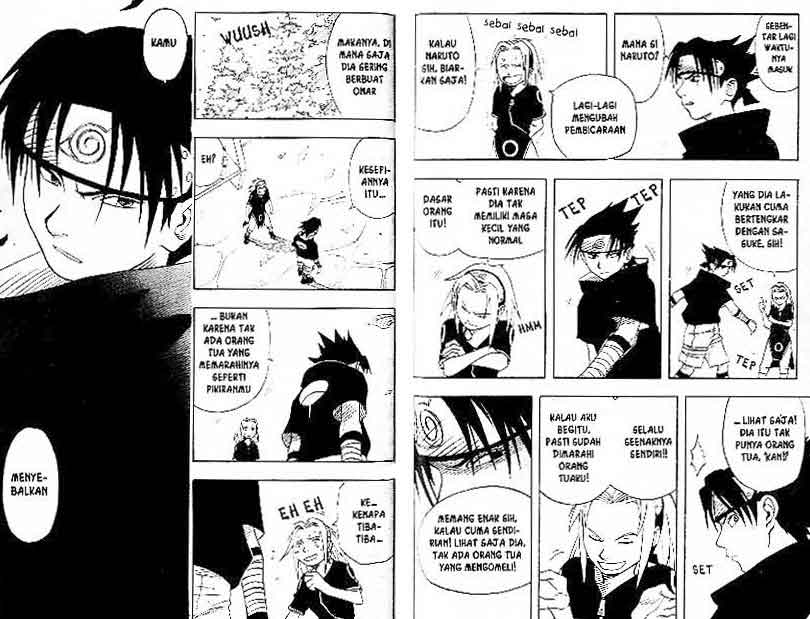 SEBEN-
TAR LAGI
WAKTU-
NYA
MASUK
MANA SI
NARUTO?
sebal sebal sebal
LAGI-LAGI
MENGUBAH
PEMBICARAAN
KALAU
NARUTO
SIH, BIAR-
KAN SAJA!
YANG DIA LA-
KUKAN CUMA
BERTENGKAR
DENGAN SA-
SUKE, SIH!
SET
TEP
TEP
TEP
PASTI KARENA
DIA TAK
MEMILIKI MASA
KECIL YANG
NORMAL
DASAR
ORANG
ITU!
HMM
... LIHAT SAJA!
DIA ITU TAK
PUNYA ORANG
TUA, 'KAN!?
SET
SELALU
SEENAKNYA
SENDIRI!!
KALAU AKU
BEGITU,
PASTI SUDAH
DIMARAHI
ORANG
TUAKU!
MEMANG ENAK SIH,
KALAU CUMA SENDI-
RIAN! LIHAT SAJA DIA,
TAK ADA ORANG TUA
YANG MENGOMELI!
MAKANYA, DI
MANA SAJA
DIA SERING
BERBUAT
ONAR
WUUSH
KESEPI-
ANNYA
ITU...
EH?
... BUKAN
KARENA TAK
ADA ORANG
TUA YANG
MEMARAHINYA
SEPERTI
PIKIRANMU
KE...
KENAPA
TIBA-
TIBA...
EH EH
KAMU
MENYE-
BALKAN